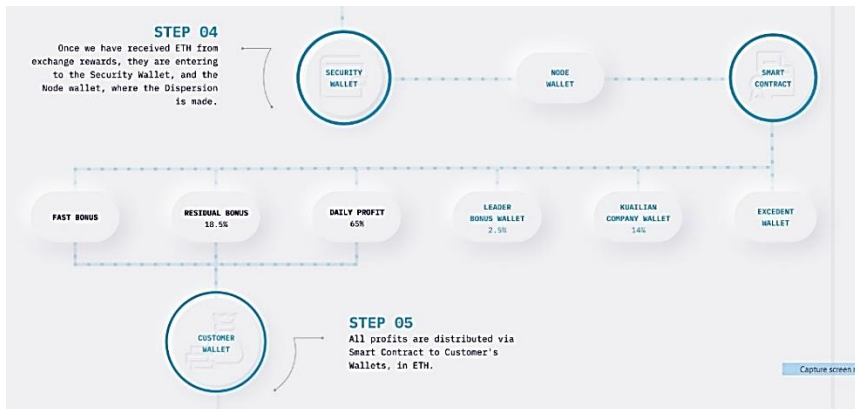 STEP 04
Once we have received ETH from
exchange rewards, they are entering
to the Security Wallet, and the
Node wallet, where the Dispersion
is made.
SECURITY
WALLET
NODE
WALLET
SMART
CONTRACT
FAST BONUS
RESIDUAL BONUS
18.5%
DAILY PROFIT
65%
LEADER
BONUS WALLET
2.5%
KUAILIAN
COMPANY WALLET
14%
EXCEDENT
WALLET
CUSTOMER
WALLET
STEP 05
All profits are distributed via
Smart Contract to Customer's
Wallets, in ETH.
Capture screen